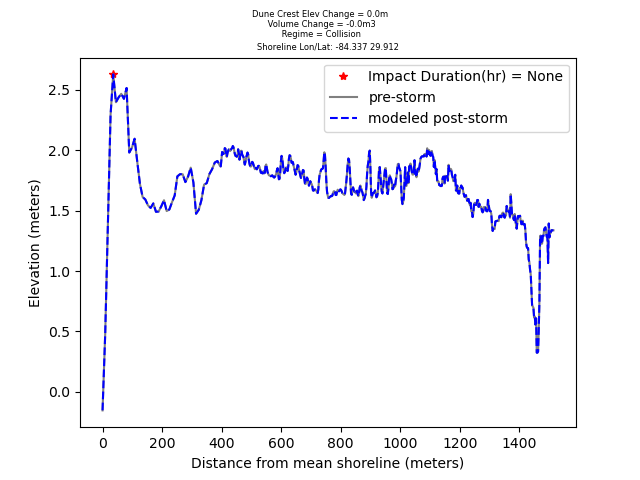 Dune Crest Elev Change = 0.0m
Volume Change = -0.0m3
Regime = Collision
Shoreline Lon/Lat: -84.337 29.912
Impact Duration(hr) = None
pre-storm
modeled post-storm
Elevation (meters)
2.5
2.0
1.5
1.0
0.5
0.0
0 200 400 600 800 1000 1200 1400
Distance from mean shoreline (meters)